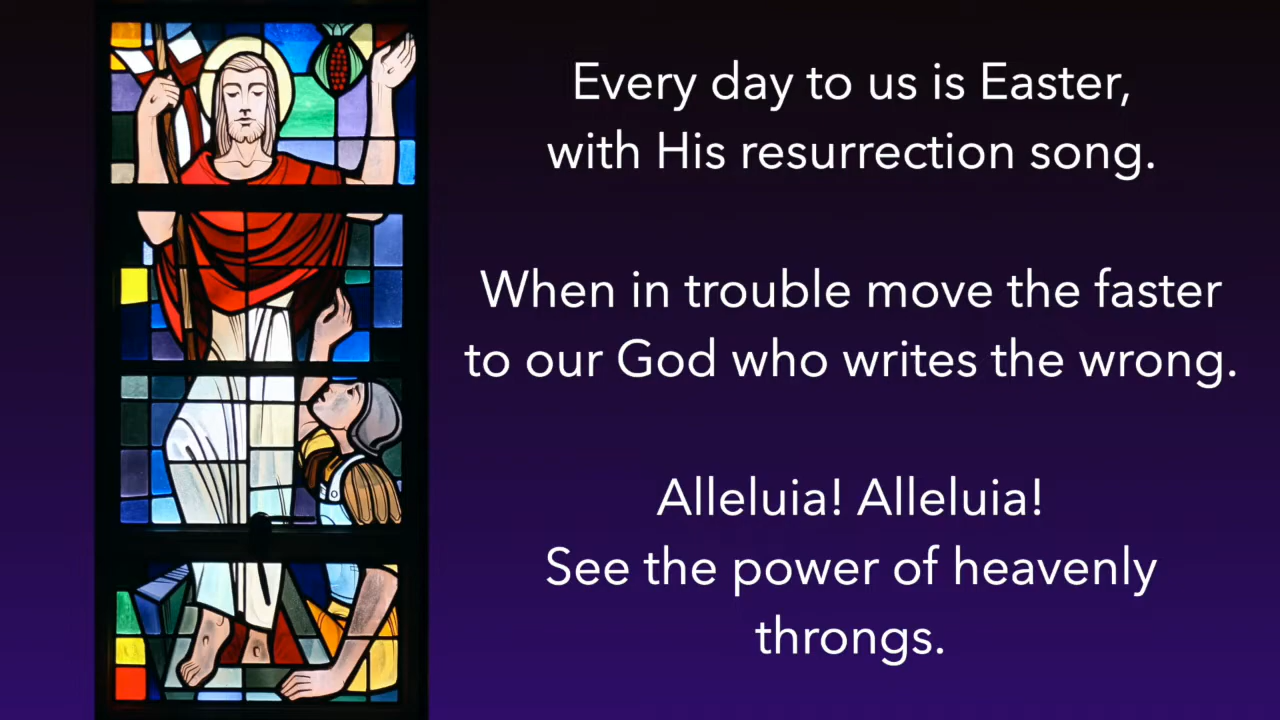 Every day to us is Easter,
with His resurrection song.
When in trouble move the faster
to our God who writes the wrong.
Alleluia! Alleluia!
See the power of heavenly
throngs.